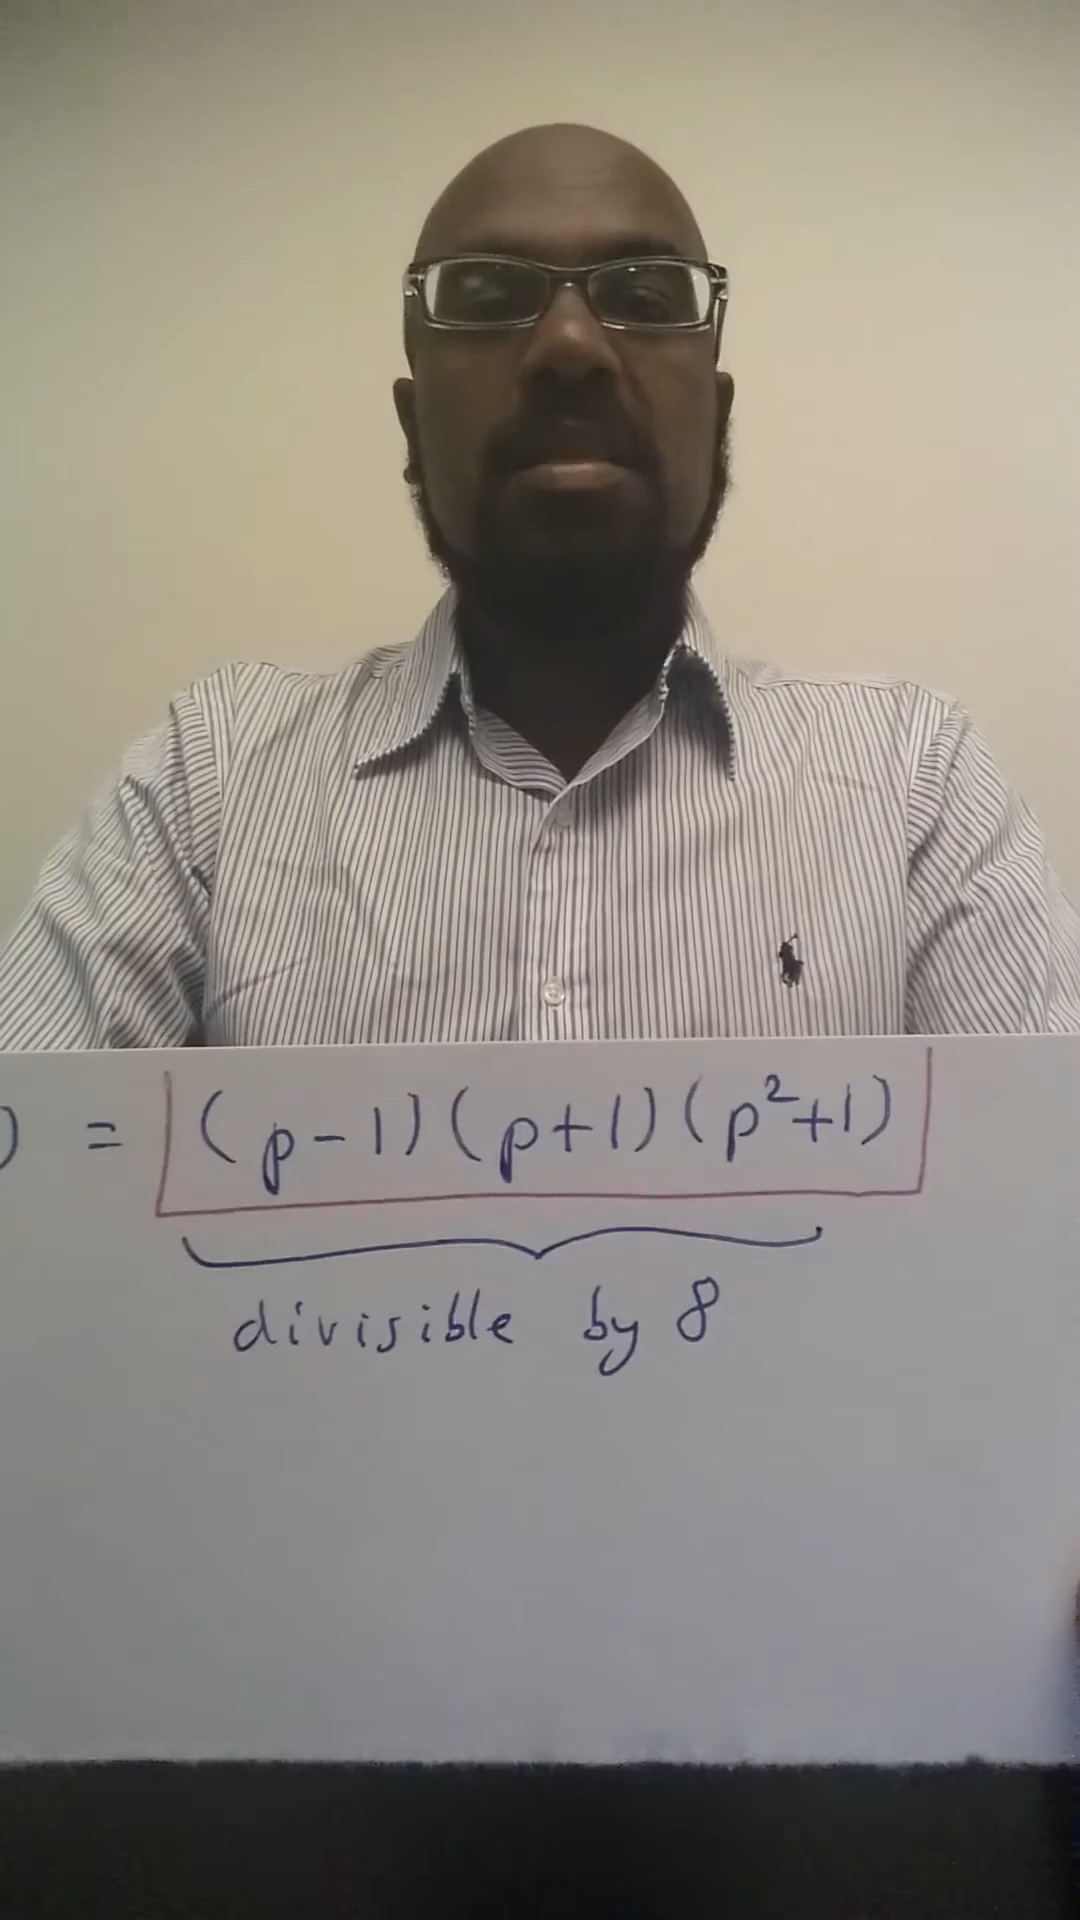 ) = (p-1)(p+1)(p²+1)
divisible by 8